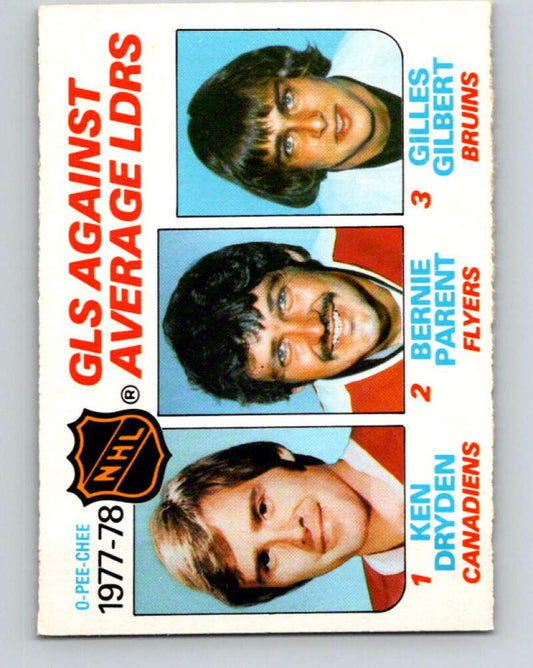 O-PEE-CHEE
1977-78
NHL
®
GLS AGAINST
AVERAGE LDRS
1 KEN
DRYDEN
CANADIENS
2 BERNIE
PARENT
FLYERS
3 GILLES
GILBERT
BRUINS